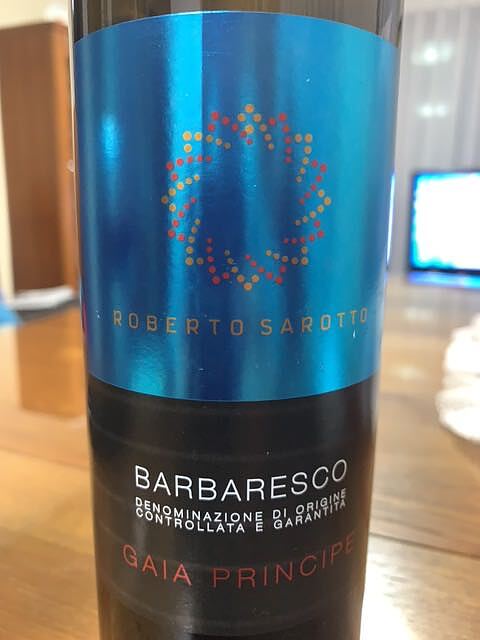 ROBERTO SAROTTO
BARBARESCO
DENOMINAZIONE DI ORIGINE
CONTROLLATA E GARANTITA
GAIA PRINCIPE